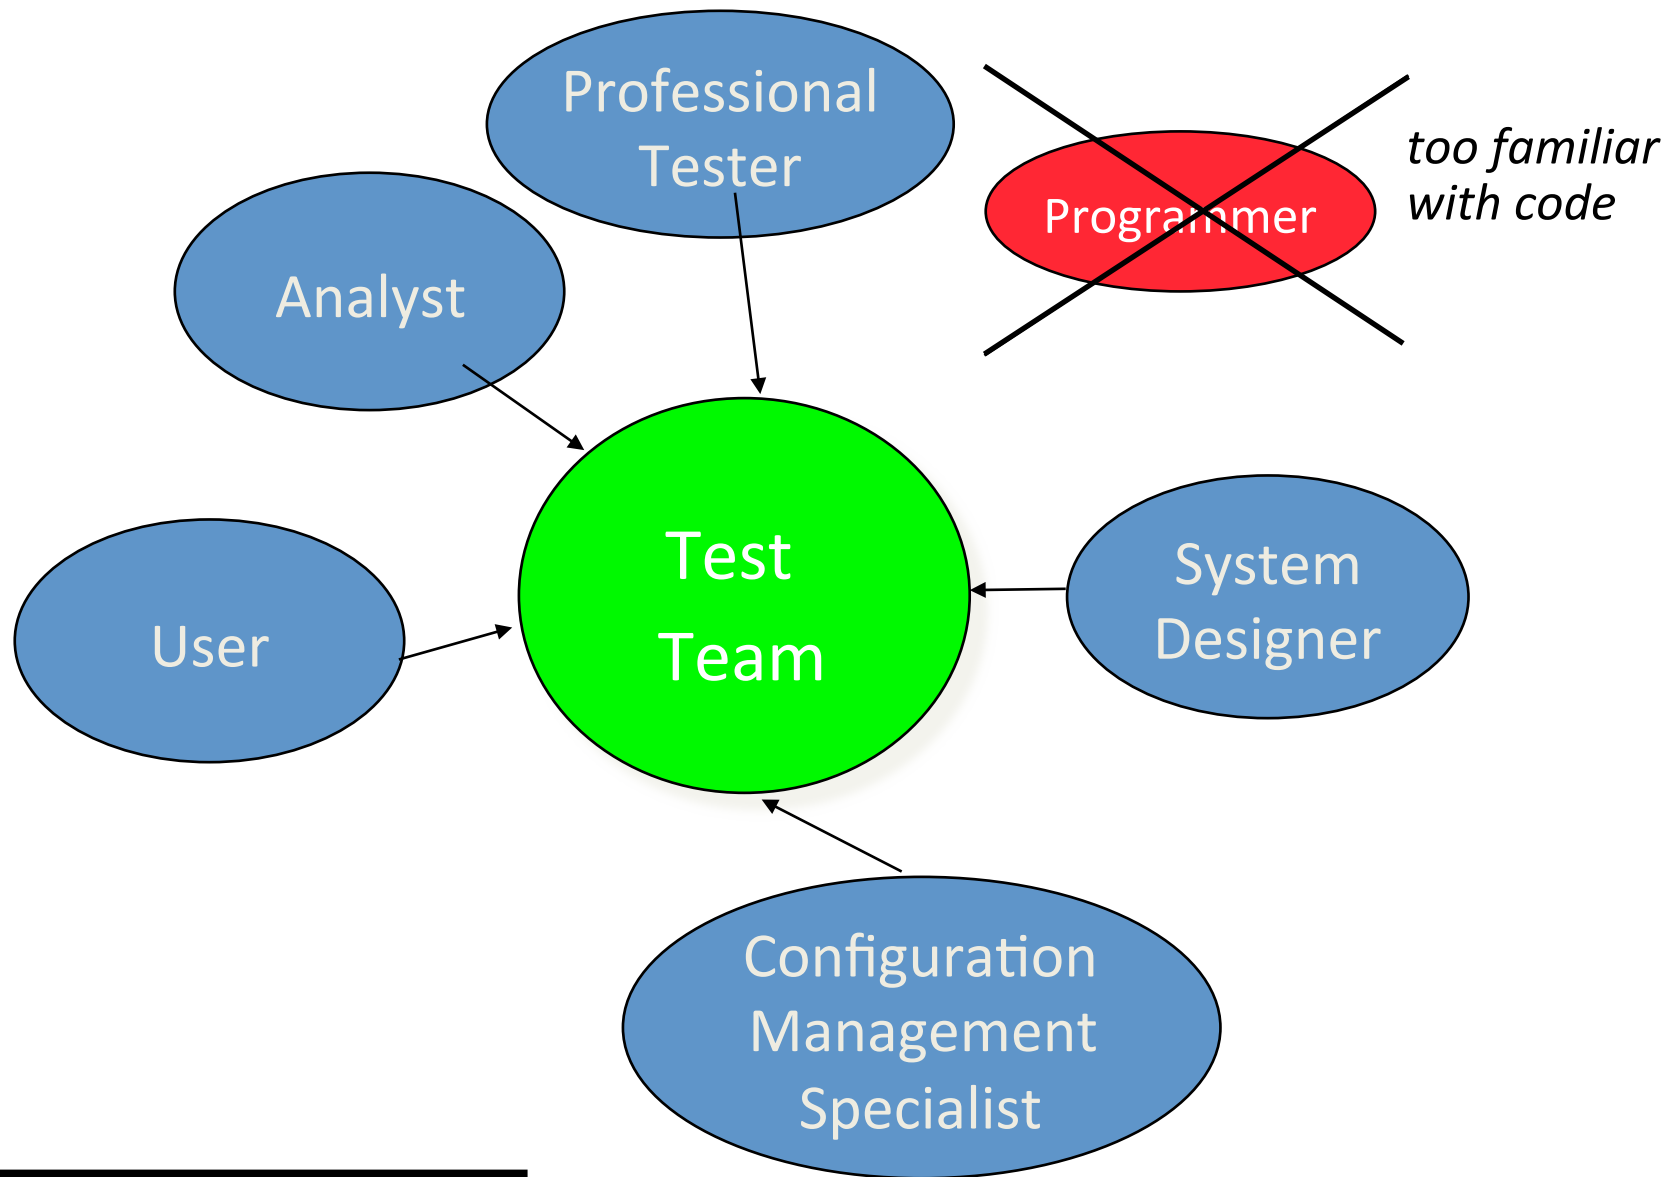 Professional
Tester
Programmer
too familiar
with code
Analyst
Test
Team
System
Designer
User
Configuration
Management
Specialist